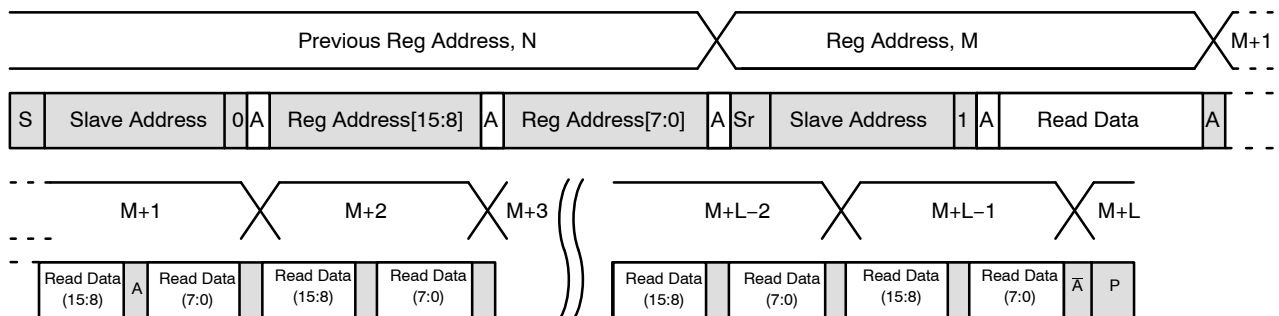 Previous Reg Address, N Reg Address, M M+1
S Slave Address 0 A Reg Address[15:8] A Reg Address[7:0] A Sr Slave Address 1 A Read Data A
M+1 M+2 M+3 M+L−2 M+L−1 M+L
Read Data A Read Data Read Data Read Data Read Data Read Data Read Data Read Data A̅ P
(15:8) (7:0) (15:8) (7:0) (15:8) (7:0) (15:8) (7:0)